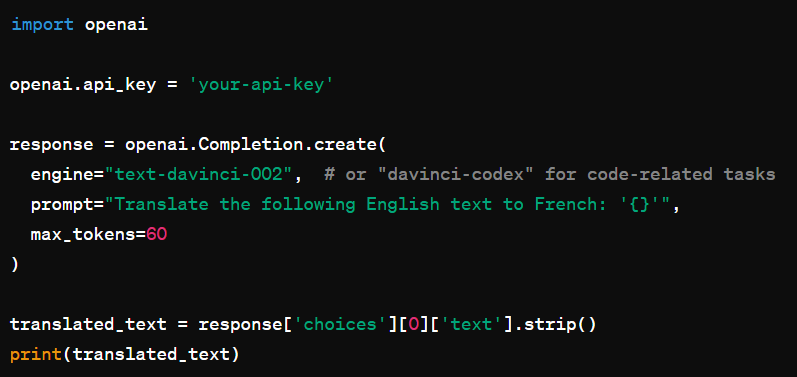 import openai
openai.api_key = 'your-api-key'
response = openai.Completion.create(
  engine="text-davinci-002",  # or "davinci-codex" for code-related tasks
  prompt="Translate the following English text to French: '{}'",
  max_tokens=60
)
translated_text = response['choices'][0]['text'].strip()
print(translated_text)